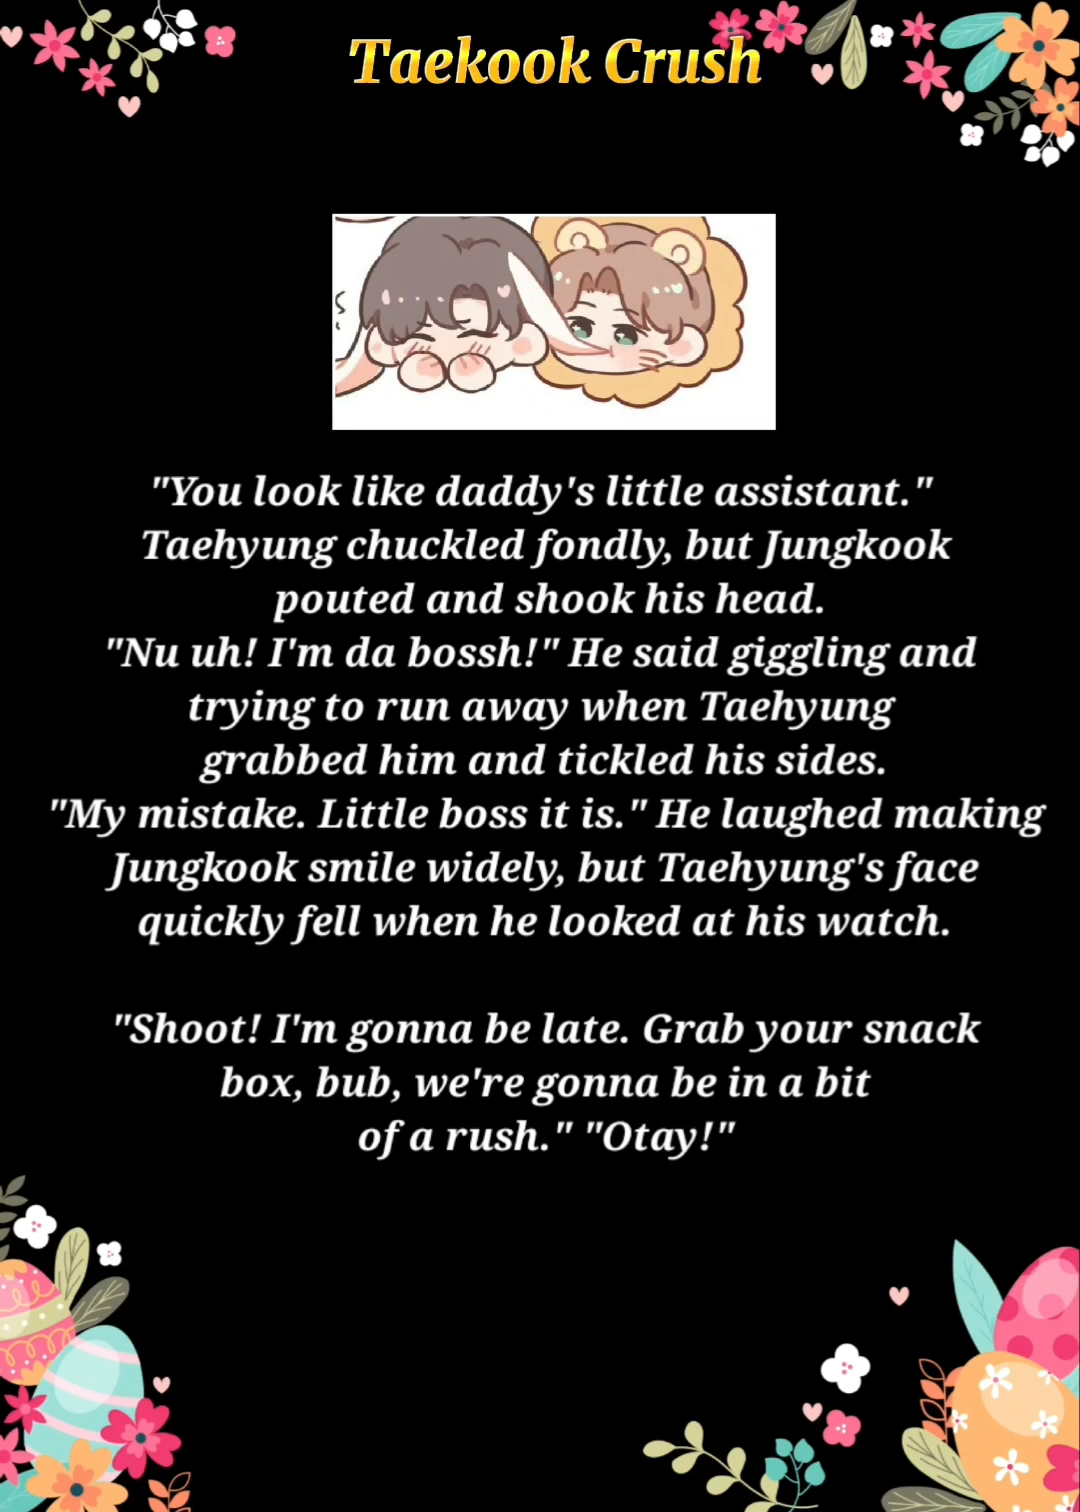 Taekook Crush
"You look like daddy's little assistant."
Taehyung chuckled fondly, but Jungkook
pouted and shook his head.
"Nu uh! I'm da bossh!" He said giggling and
trying to run away when Taehyung
grabbed him and tickled his sides.
"My mistake. Little boss it is." He laughed making
Jungkook smile widely, but Taehyung's face
quickly fell when he looked at his watch.
"Shoot! I'm gonna be late. Grab your snack
box, bub, we're gonna be in a bit
of a rush." "Otay!"